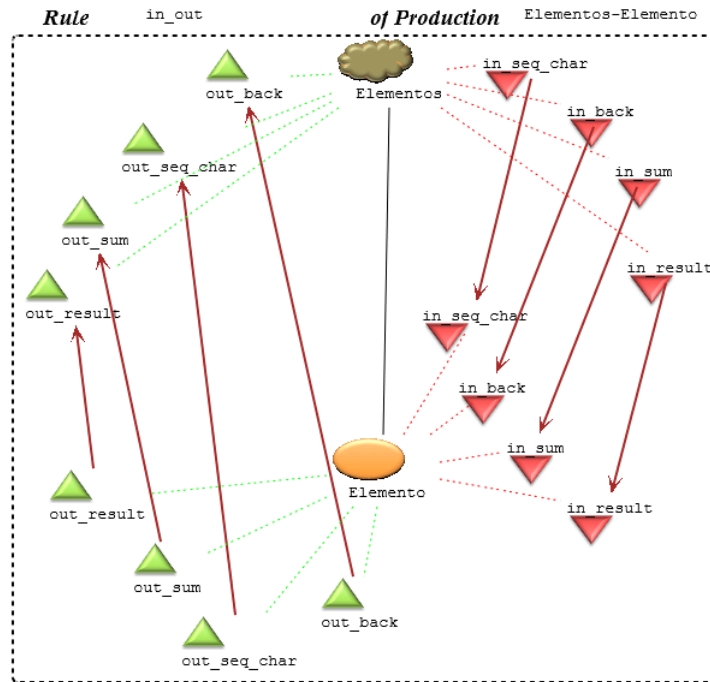 Rule in_out of Production Elementos-Elemento
in_seq_char
out_back
Elementos
in_back
out_seq_char
in_sum
out_sum
in_result
out_result
in_seq_char
in_back
in_sum
Elemento
in_result
out_result
out_sum
out_back
out_seq_char